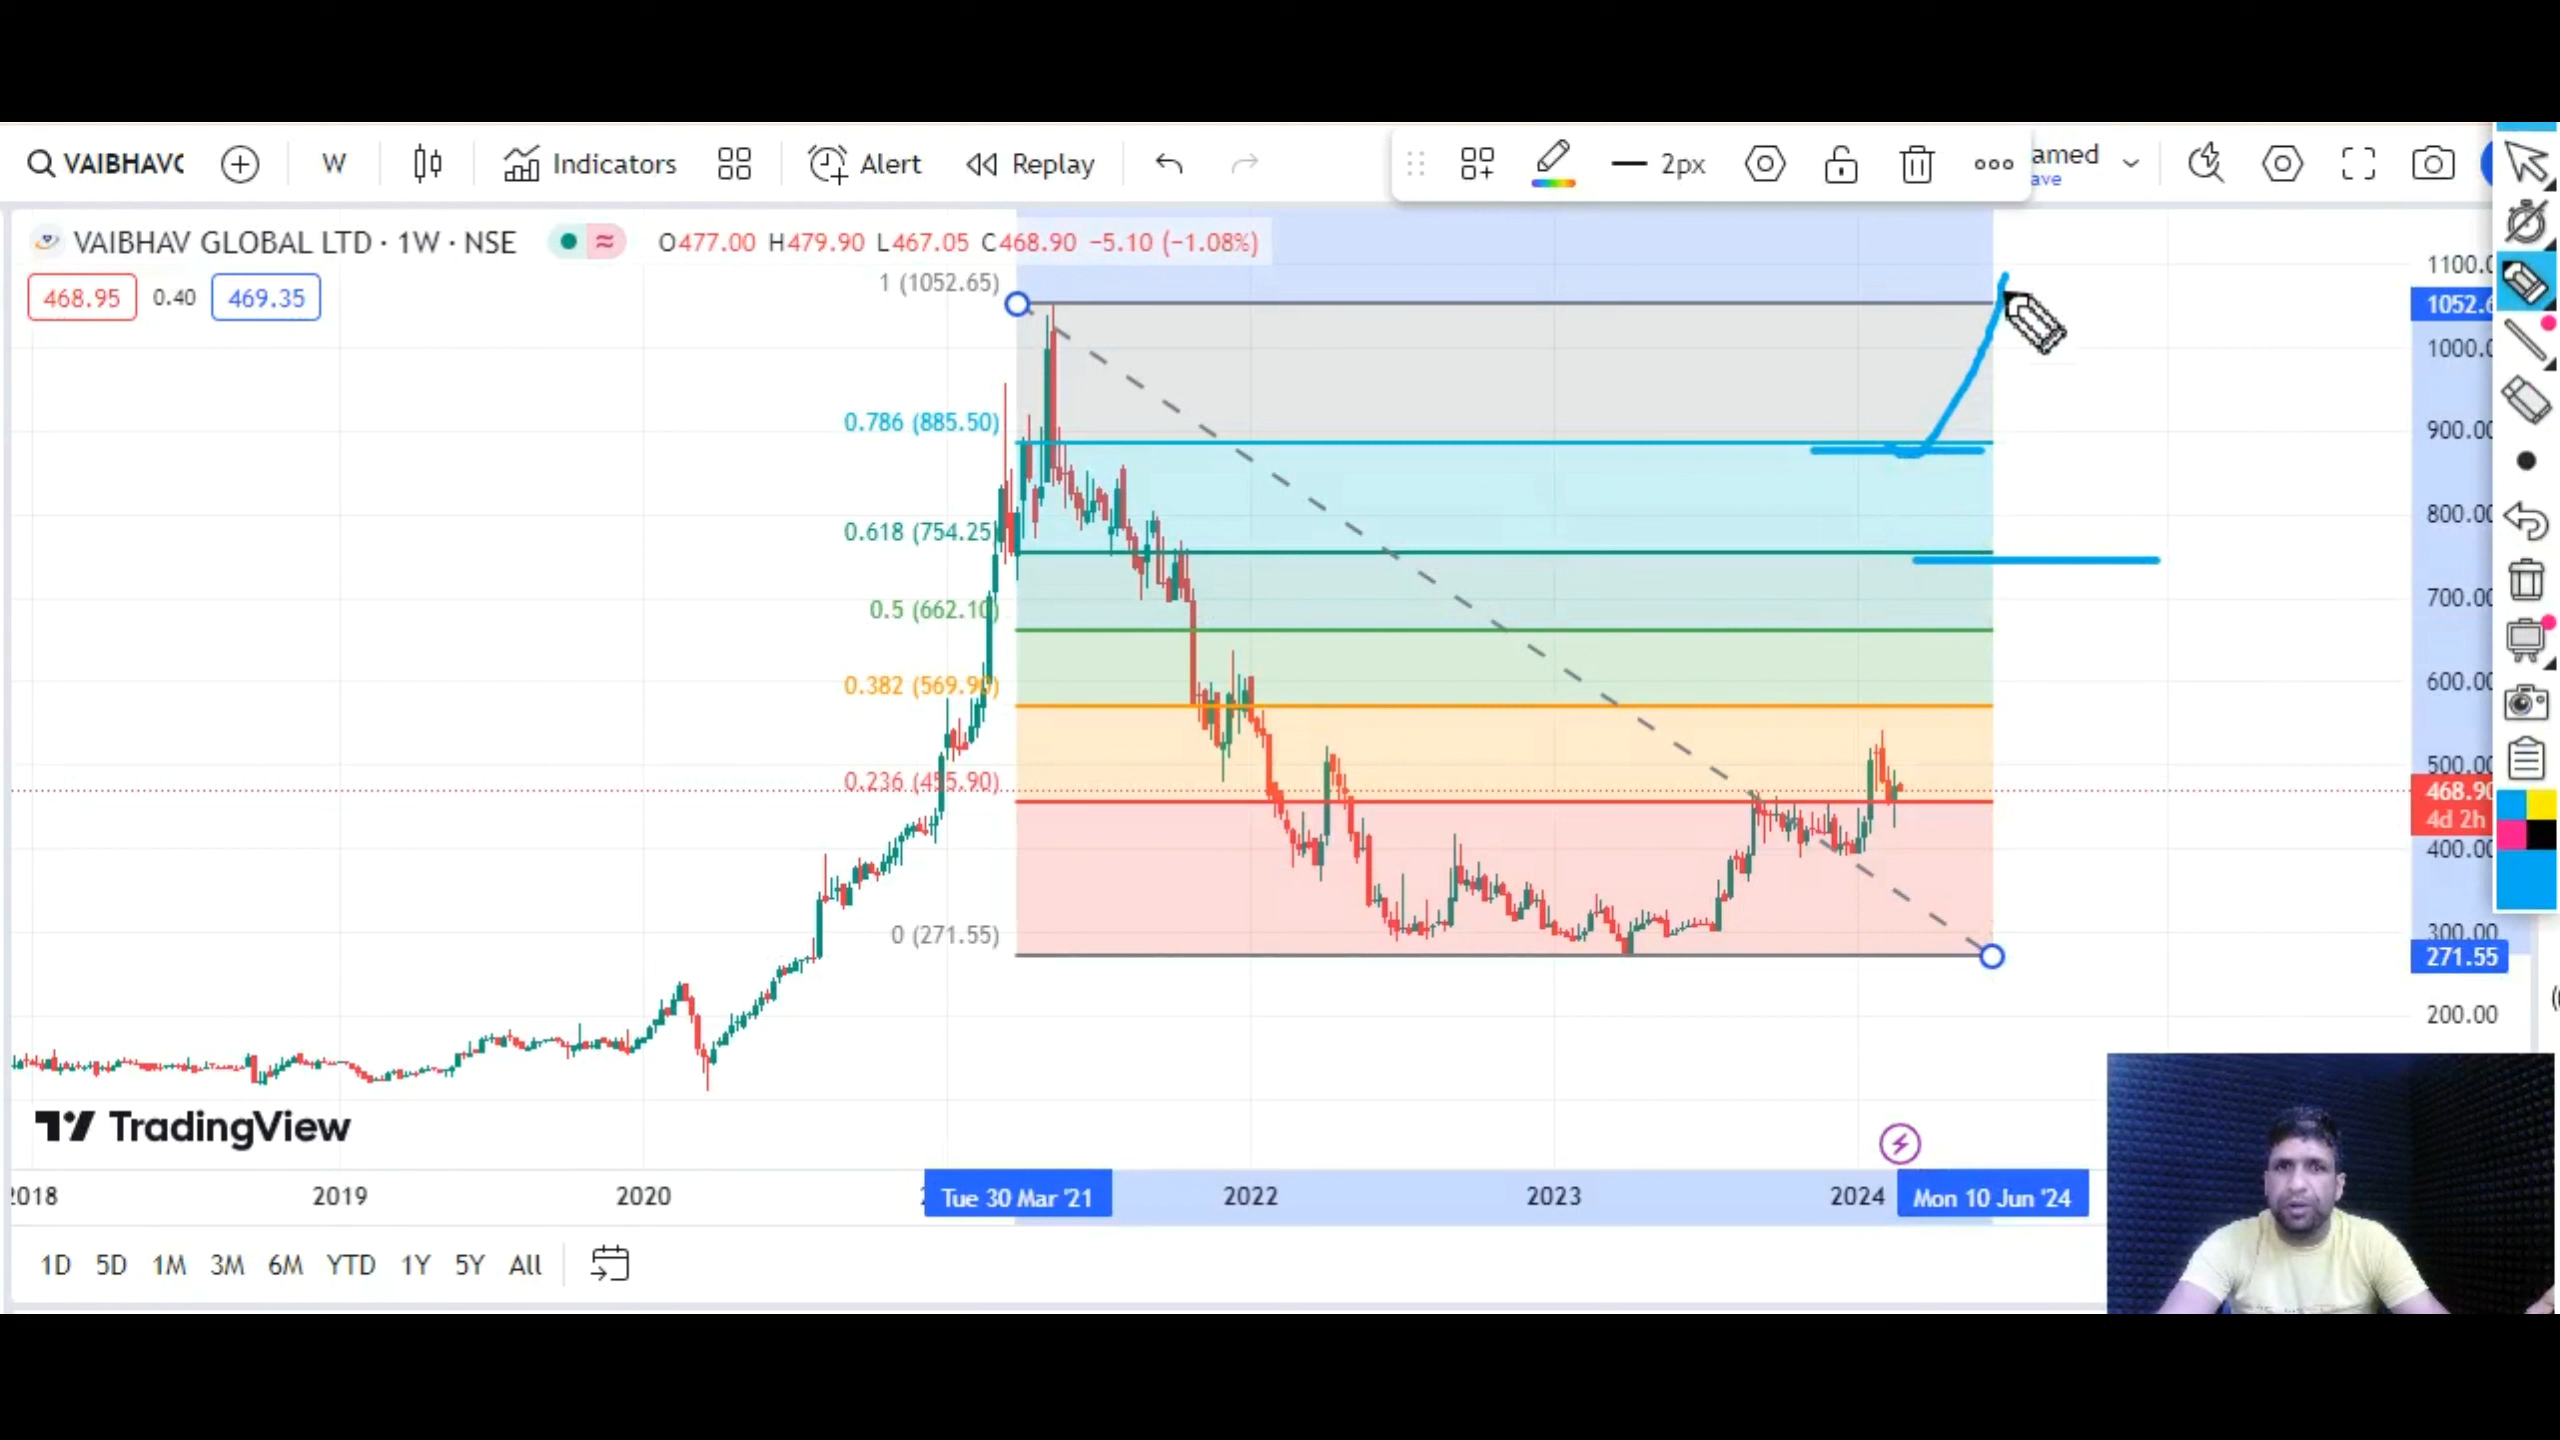 VAIBHAVC W Indicators Alert Replay 2px amed
ave
VAIBHAV GLOBAL LTD · 1W · NSE O477.00 H479.90 L467.05 C468.90 −5.10 (−1.08%)
468.95 0.40 469.35
1 (1052.65)
0.786 (885.50)
0.618 (754.25)
0.5 (662.10)
0.382 (569.90)
0.236 (455.90)
0 (271.55)
1100.0
1052.6
1000.0
900.00
800.00
700.00
600.00
500.00
468.90
4d 2h
400.00
300.00
271.55
200.00
TradingView
2018 2019 2020 Tue 30 Mar '21 2022 2023 2024 Mon 10 Jun '24
1D 5D 1M 3M 6M YTD 1Y 5Y All